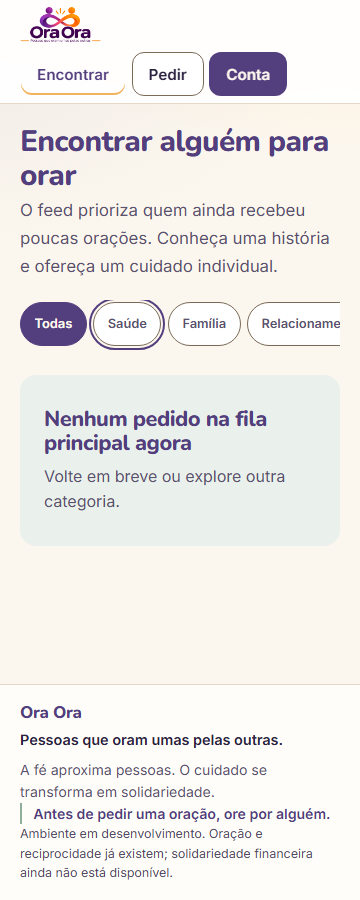 Ora Ora
Encontrar
Pedir
Conta
Encontrar alguém para
orar
O feed prioriza quem ainda recebeu
poucas orações. Conheça uma história
e ofereça um cuidado individual.
Todas
Saúde
Família
Relacioname
Nenhum pedido na fila
principal agora
Volte em breve ou explore outra
categoria.
Ora Ora
Pessoas que oram umas pelas outras.
A fé aproxima pessoas. O cuidado se
transforma em solidariedade.
Antes de pedir uma oração, ore por alguém.
Ambiente em desenvolvimento. Oração e
reciprocidade já existem; solidariedade financeira
ainda não está disponível.